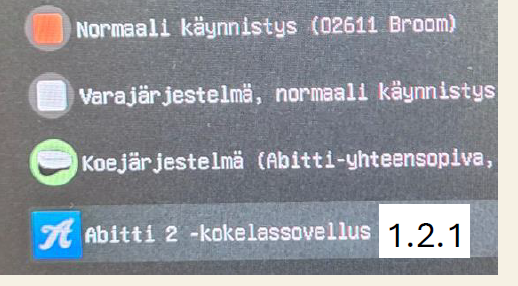 Normaali käynnistys (02611 Broom)
Varajärjestelmä, normaali käynnistys
Koejärjestelmä (Abitti-yhteensopiva,
A Abitti 2 -kokelassovellus 1.2.1